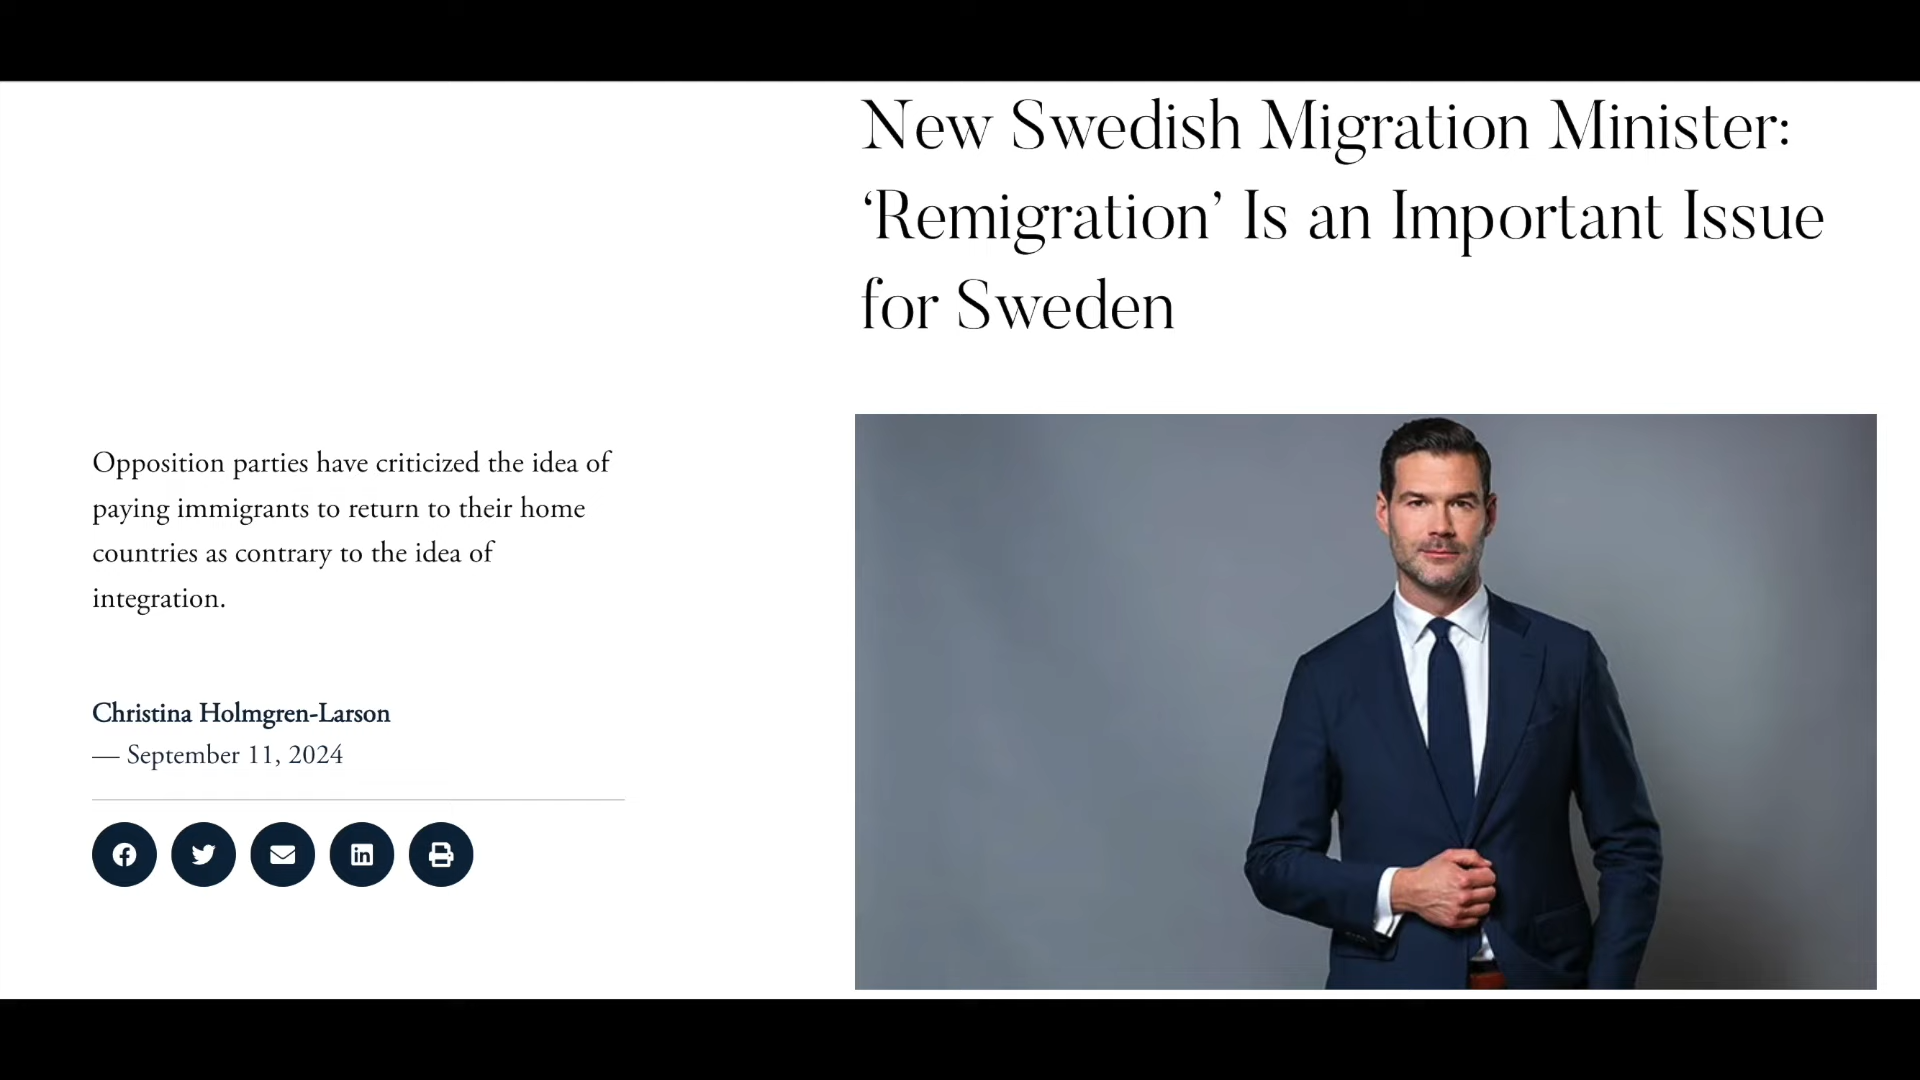 New Swedish Migration Minister:
‘Remigration’ Is an Important Issue
for Sweden
Opposition parties have criticized the idea of
paying immigrants to return to their home
countries as contrary to the idea of
integration.
Christina Holmgren-Larson
— September 11, 2024